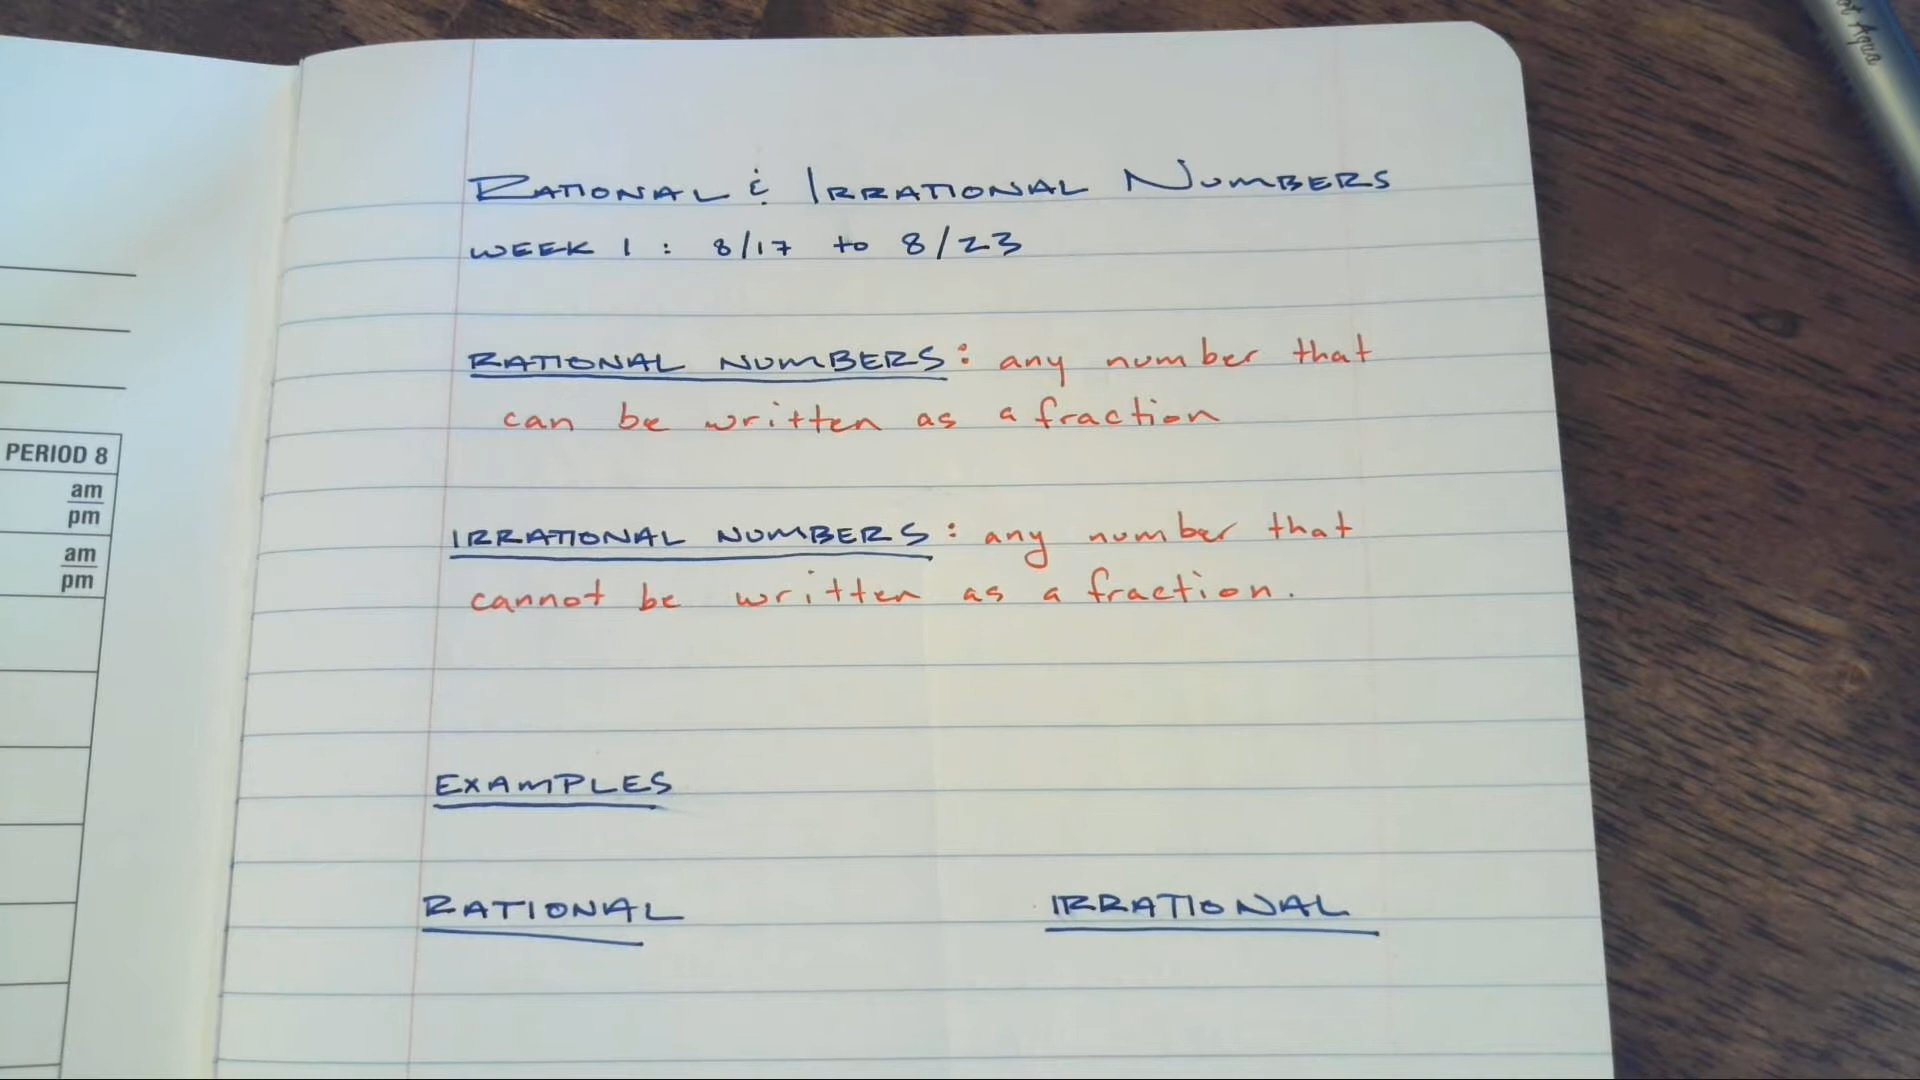 RATIONAL & IRRATIONAL NUMBERS
WEEK 1 : 8/17 to 8/23
RATIONAL NUMBERS : any number that
can be written as a fraction
IRRATIONAL NUMBERS : any number that
cannot be written as a fraction.
EXAMPLES
RATIONAL IRRATIONAL
PERIOD 8
am
pm
am
pm
Aqua